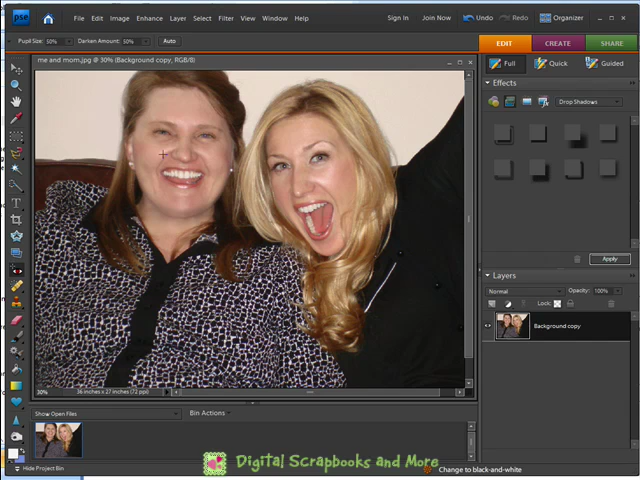 pse
File Edit Image Enhance Layer Select Filter View Window Help
Sign In Join Now Undo Redo Organizer
Pupil Size: 50% Darken Amount: 50% Auto
EDIT CREATE SHARE
me and mom.jpg @ 30% (Background copy, RGB/8)
Full Quick Guided
Effects
Drop Shadows
Apply
Layers
Normal Opacity: 100%
Lock:
Background copy
T
30% 36 inches x 27 inches (72 ppi)
Show Open Files Bin Actions
Hide Project Bin
Digital Scrapbooks and More
Change to black-and-white